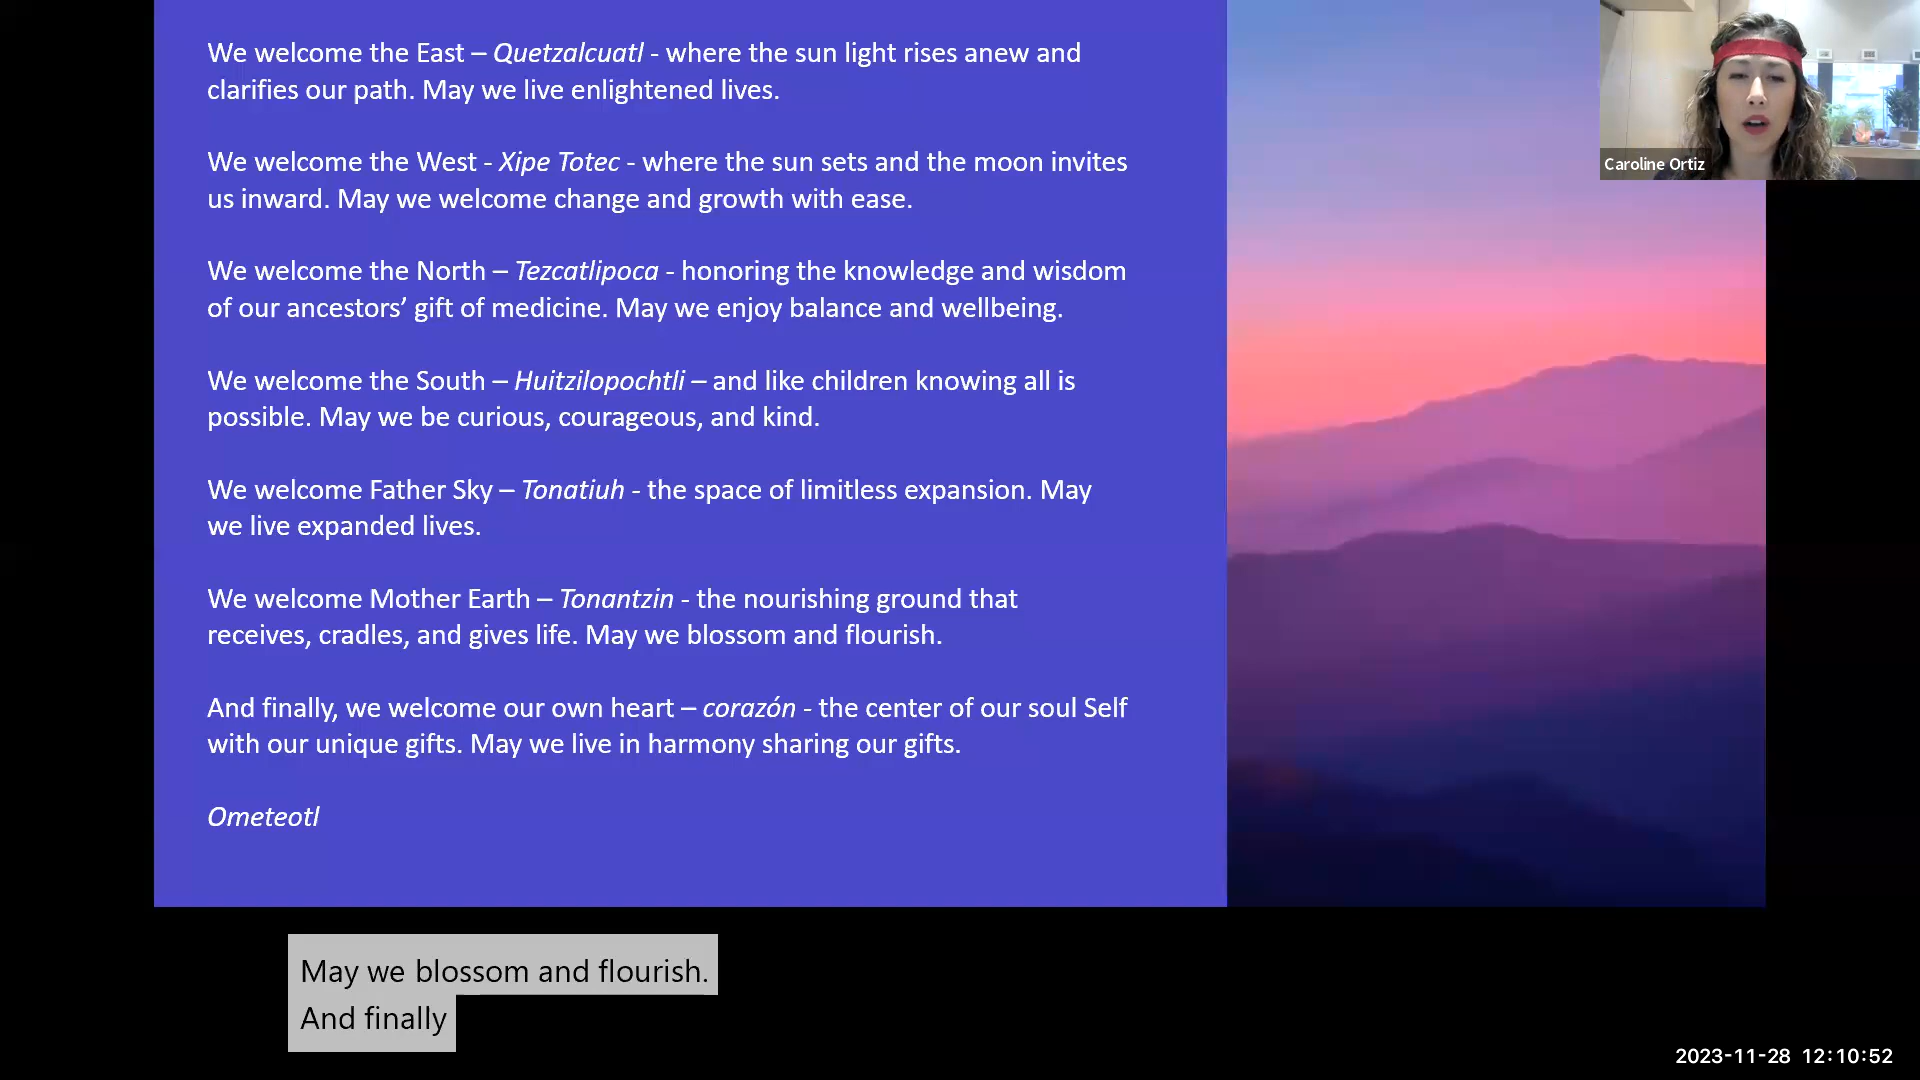 We welcome the East – Quetzalcuatl - where the sun light rises anew and
clarifies our path. May we live enlightened lives.
We welcome the West - Xipe Totec - where the sun sets and the moon invites
us inward. May we welcome change and growth with ease.
We welcome the North – Tezcatlipoca - honoring the knowledge and wisdom
of our ancestors’ gift of medicine. May we enjoy balance and wellbeing.
We welcome the South – Huitzilopochtli – and like children knowing all is
possible. May we be curious, courageous, and kind.
We welcome Father Sky – Tonatiuh - the space of limitless expansion. May
we live expanded lives.
We welcome Mother Earth – Tonantzin - the nourishing ground that
receives, cradles, and gives life. May we blossom and flourish.
And finally, we welcome our own heart – corazón - the center of our soul Self
with our unique gifts. May we live in harmony sharing our gifts.
Ometeotl
Caroline Ortiz
May we blossom and flourish.
And finally
2023-11-28 12:10:52